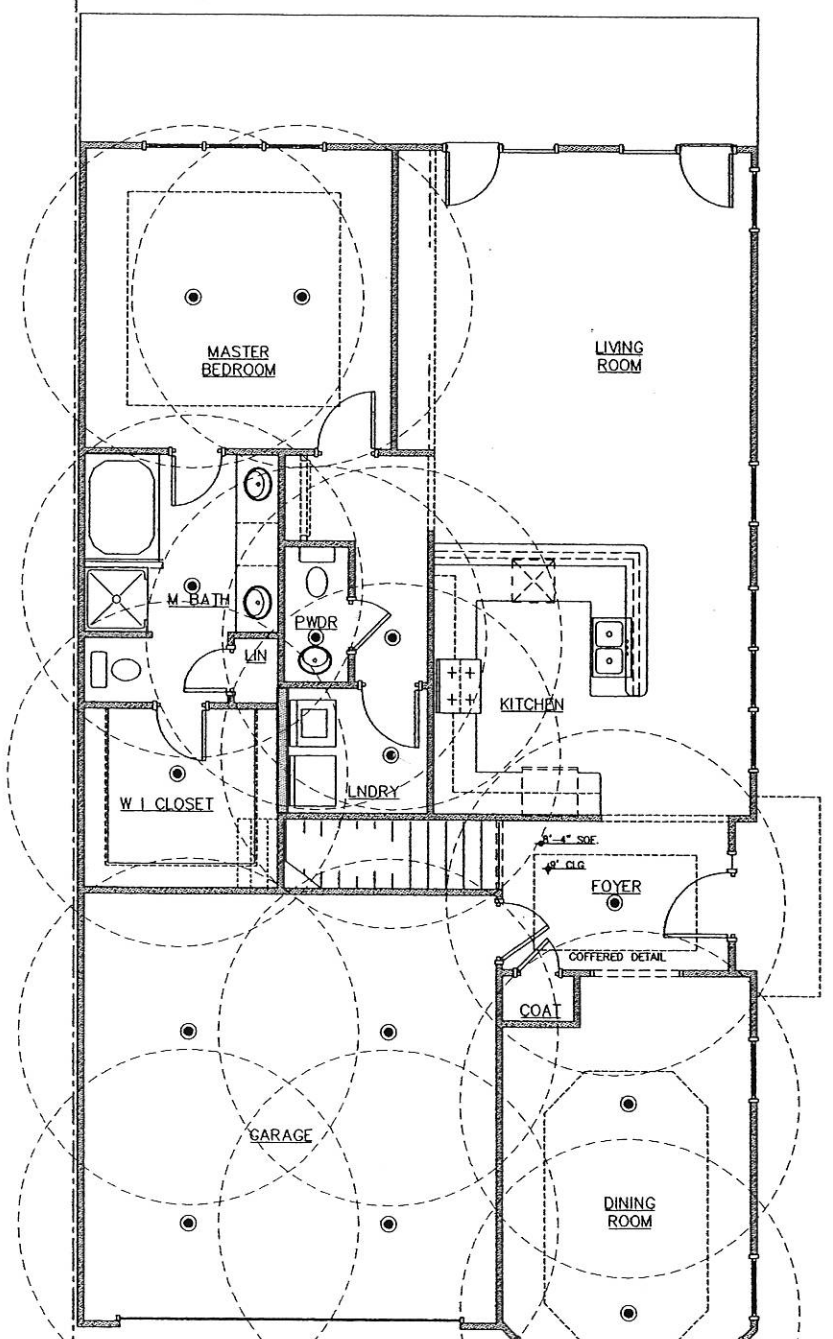 MASTER
BEDROOM
LIVING
ROOM
M BATH
PWDR
LIN
KITCHEN
W I CLOSET
LNDRY
8'-4" SOF.
9' CLG
FOYER
COFFERED DETAIL
COAT
GARAGE
DINING
ROOM